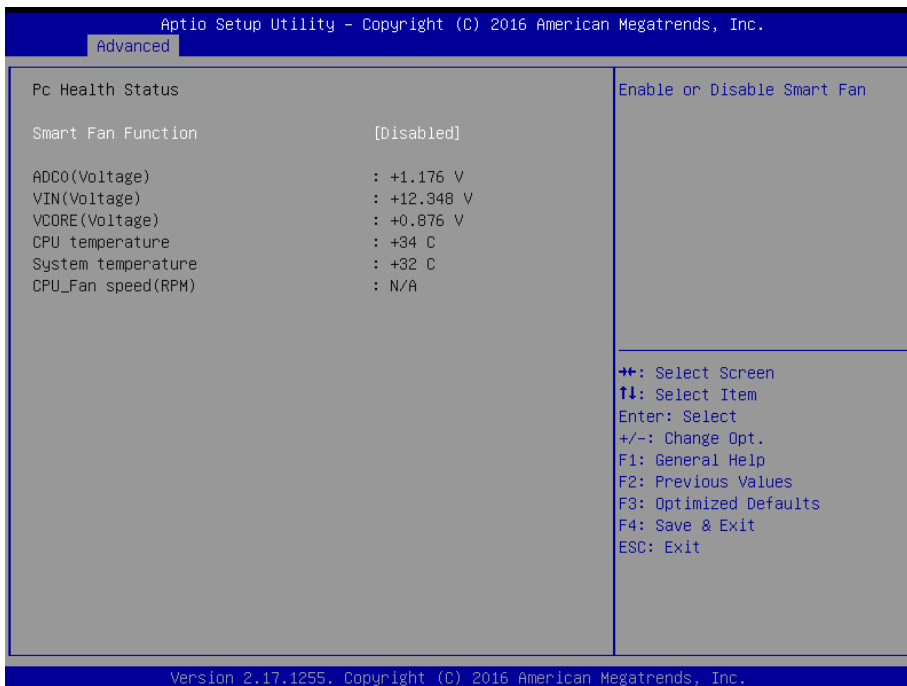 Aptio Setup Utility – Copyright (C) 2016 American Megatrends, Inc.
Advanced
Pc Health Status
Smart Fan Function [Disabled]
ADC0(Voltage) : +1.176 V
VIN(Voltage) : +12.348 V
VCORE(Voltage) : +0.876 V
CPU temperature : +34 C
System temperature : +32 C
CPU_Fan speed(RPM) : N/A
Enable or Disable Smart Fan
→←: Select Screen
↑↓: Select Item
Enter: Select
+/-: Change Opt.
F1: General Help
F2: Previous Values
F3: Optimized Defaults
F4: Save & Exit
ESC: Exit
Version 2.17.1255. Copyright (C) 2016 American Megatrends, Inc.